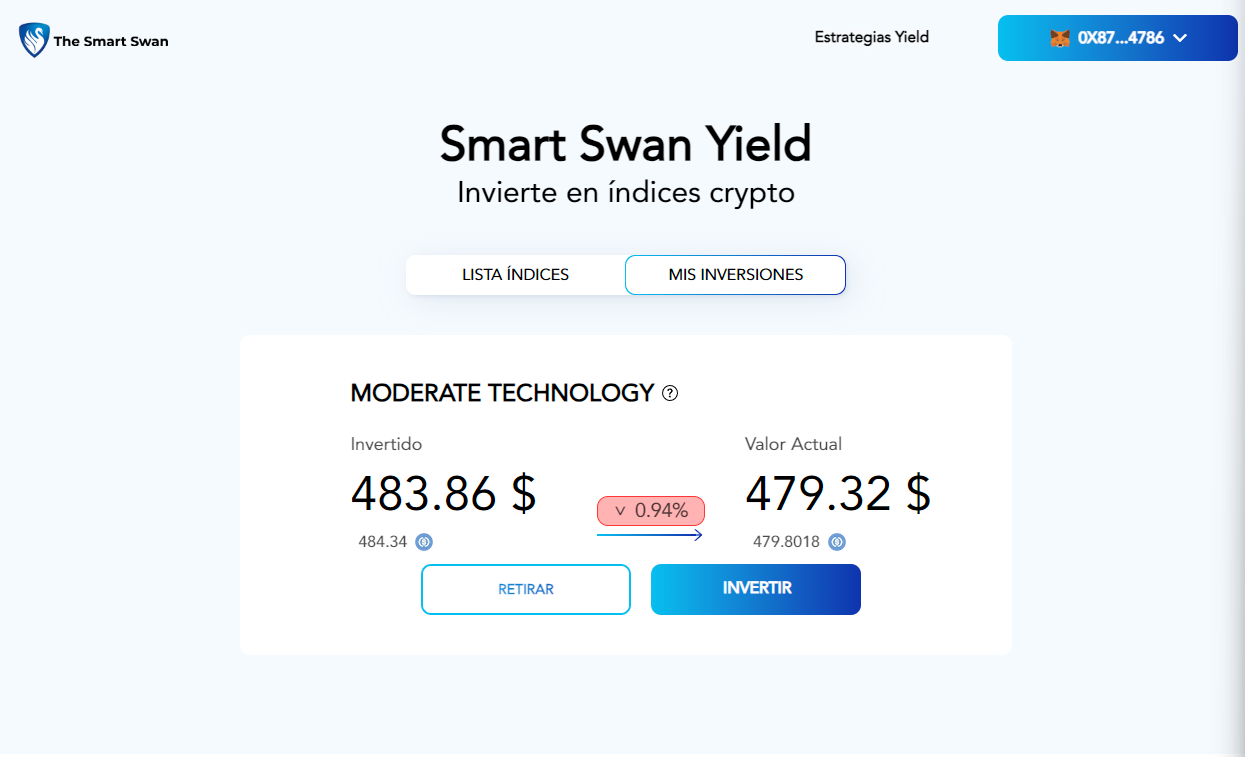 The Smart Swan
Estrategias Yield
0X87...4786
Smart Swan Yield
Invierte en índices crypto
LISTA ÍNDICES
MIS INVERSIONES
MODERATE TECHNOLOGY ?
Invertido
Valor Actual
483.86 $
0.94%
479.32 $
484.34
479.8018
RETIRAR
INVERTIR